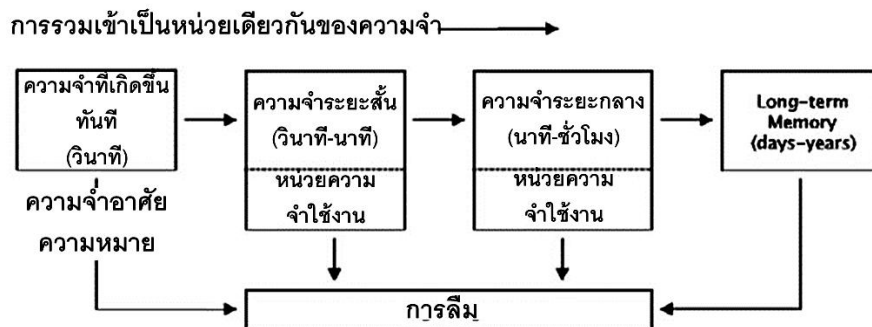 การรวมเข้าเป็นหน่วยเดียวกันของความจำ
ความจำที่เกิดขึ้น
ทันที
(วินาที)
ความจำระยะสั้น
(วินาที-นาที)
หน่วยความ
จำใช้งาน
ความจำระยะกลาง
(นาที-ชั่วโมง)
หน่วยความ
จำใช้งาน
Long-term
Memory
(days-years)
ความจำอาศัย
ความหมาย
การลืม